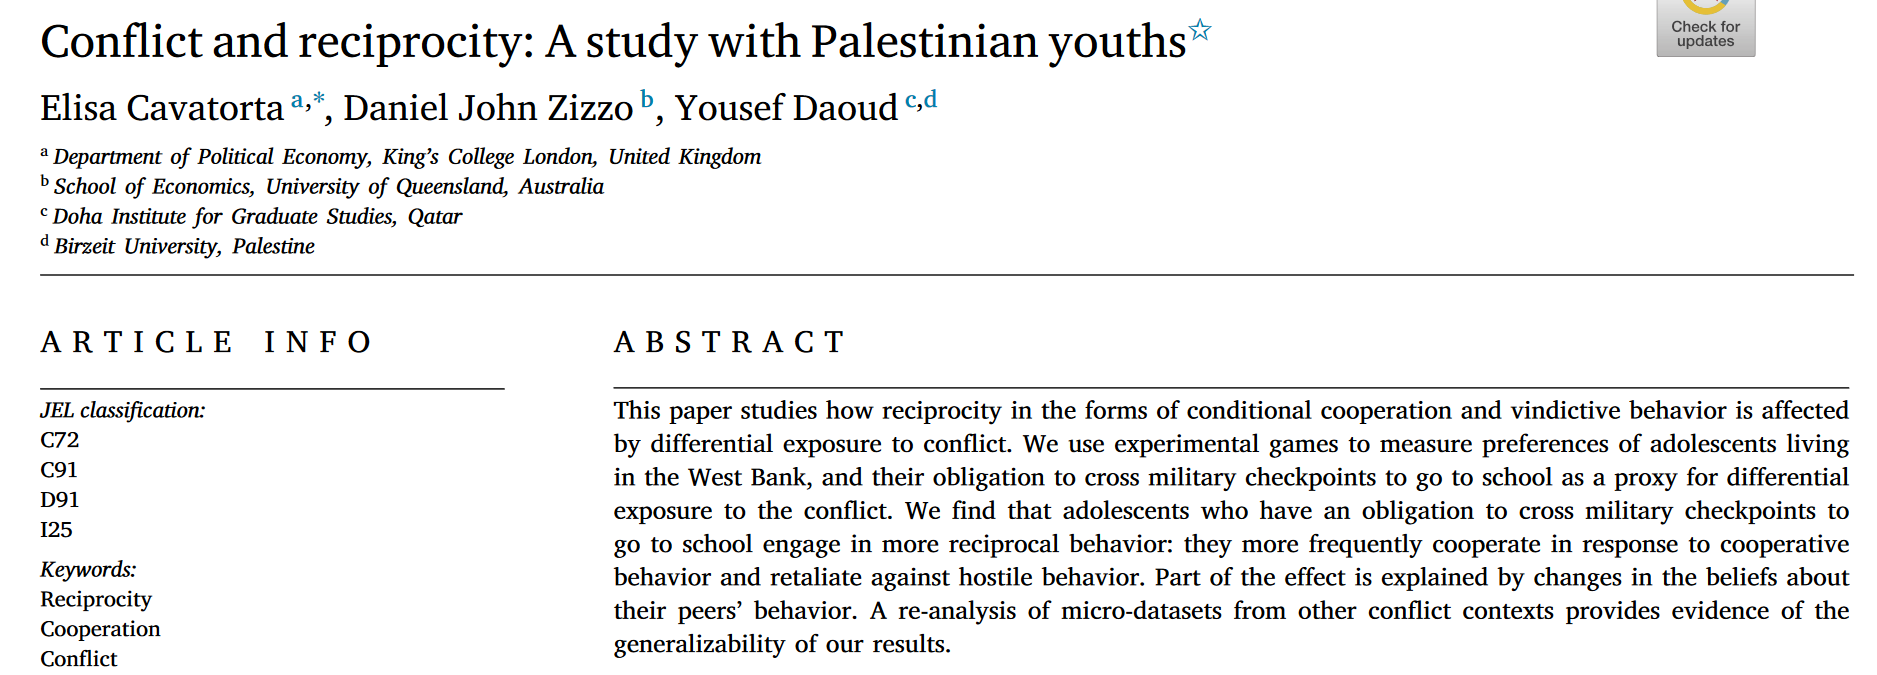 Conflict and reciprocity: A study with Palestinian youths☆
Check for
updates
Elisa Cavatorta a,*, Daniel John Zizzo b, Yousef Daoud c,d
a Department of Political Economy, King's College London, United Kingdom
b School of Economics, University of Queensland, Australia
c Doha Institute for Graduate Studies, Qatar
d Birzeit University, Palestine
ARTICLE INFO
JEL classification:
C72
C91
D91
I25
Keywords:
Reciprocity
Cooperation
Conflict
ABSTRACT
This paper studies how reciprocity in the forms of conditional cooperation and vindictive behavior is affected
by differential exposure to conflict. We use experimental games to measure preferences of adolescents living
in the West Bank, and their obligation to cross military checkpoints to go to school as a proxy for differential
exposure to the conflict. We find that adolescents who have an obligation to cross military checkpoints to
go to school engage in more reciprocal behavior: they more frequently cooperate in response to cooperative
behavior and retaliate against hostile behavior. Part of the effect is explained by changes in the beliefs about
their peers' behavior. A re-analysis of micro-datasets from other conflict contexts provides evidence of the
generalizability of our results.